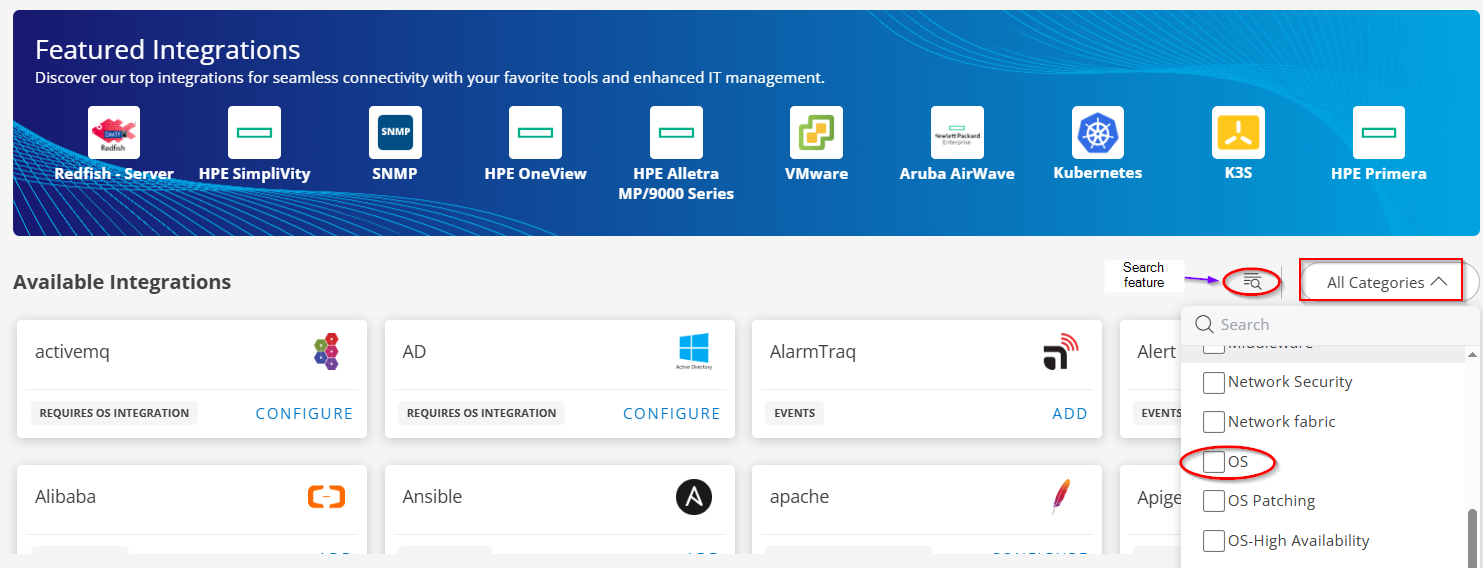 Featured Integrations
Discover our top integrations for seamless connectivity with your favorite tools and enhanced IT management.
DMTF
Redfish
SNMP
Hewlett Packard
Enterprise
Redfish - Server
HPE SimpliVity
SNMP
HPE OneView
HPE Alletra
MP/9000 Series
VMware
Aruba AirWave
Kubernetes
K3S
HPE Primera
Available Integrations
Search
feature
All Categories
Search
Middleware
Network Security
Network fabric
OS
OS Patching
OS-High Availability
activemq
REQUIRES OS INTEGRATION
CONFIGURE
AD
Active Directory
REQUIRES OS INTEGRATION
CONFIGURE
AlarmTraq
EVENTS
ADD
Alert
EVENTS
Alibaba
ADD
Ansible
ADD
apache
CONFIGURE
Apige